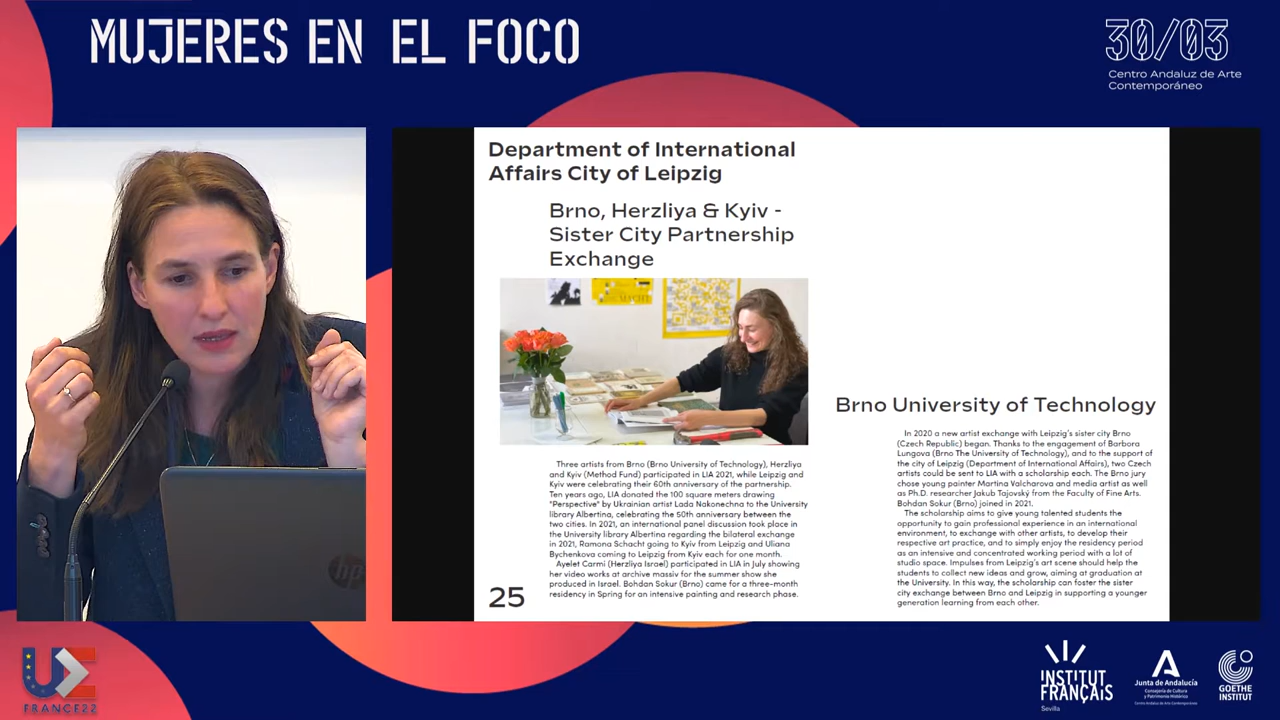 MUJERES EN EL FOCO
30/03
Centro Andaluz de Arte
Contemporáneo
Department of International
Affairs City of Leipzig
Brno, Herzliya & Kyiv -
Sister City Partnership
Exchange
Three artists from Brno (Brno University of Technology), Herzliya
and Kyiv (Method Fund) participated in LIA 2021, while Leipzig and
Kyiv were celebrating their 60th anniversary of the partnership.
Ten years ago, LIA donated the 100 square meters drawing
"Perspective" by Ukrainian artist Lada Nakonechna to the University
library Albertina, celebrating the 50th anniversary between the
two cities. In 2021, an international panel discussion took place in
the University library Albertina regarding the bilateral exchange
in 2021, Ramona Schacht going to Kyiv from Leipzig and Uliana
Bychenkova coming to Leipzig from Kyiv each for one month.
Ayelet Carmi (Herzliya Israel) participated in LIA in July showing
her video works at archive massiv for the summer show she
produced in Israel. Bohdan Sokur (Brno) came for a three-month
residency in Spring for an intensive painting and research phase.
25
Brno University of Technology
In 2020 a new artist exchange with Leipzig's sister city Brno
(Czech Republic) began. Thanks to the engagement of Barbora
Lungova (Brno The University of Technology), and to the support of
the city of Leipzig (Department of International Affairs), two Czech
artists could be sent to LIA with a scholarship each. The Brno jury
chose young painter Martina Valcharova and media artist as well
as Ph.D. researcher Jakub Tajovský from the Faculty of Fine Arts.
Bohdan Sokur (Brno) joined in 2021.
The scholarship aims to give young talented students the
opportunity to gain professional experience in an international
environment, to exchange with other artists, to develop their
respective art practice, and to simply enjoy the residency period
as an intensive and concentrated working period with a lot of
studio space. Impulses from Leipzig's art scene should help the
students to collect new ideas and grow, aiming at graduation at
the University. In this way, the scholarship can foster the sister
city exchange between Brno and Leipzig in supporting a younger
generation learning from each other.
hp
UE
FRANCE22
INSTITUT
FRANÇAIS
Sevilla
Junta de Andalucía
Consejería de Cultura
y Patrimonio Histórico
Centro Andaluz de Arte Contemporáneo
GOETHE
INSTITUT